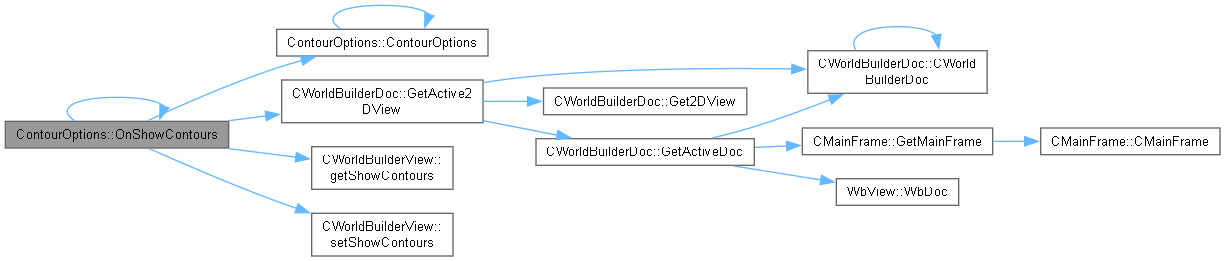 ContourOptions::OnShowContours
ContourOptions::ContourOptions
CWorldBuilderDoc::GetActive2
DView
CWorldBuilderView::
getShowContours
CWorldBuilderView::
setShowContours
CWorldBuilderDoc::Get2DView
CWorldBuilderDoc::GetActiveDoc
CWorldBuilderDoc::CWorld
BuilderDoc
CMainFrame::GetMainFrame
WbView::WbDoc
CMainFrame::CMainFrame